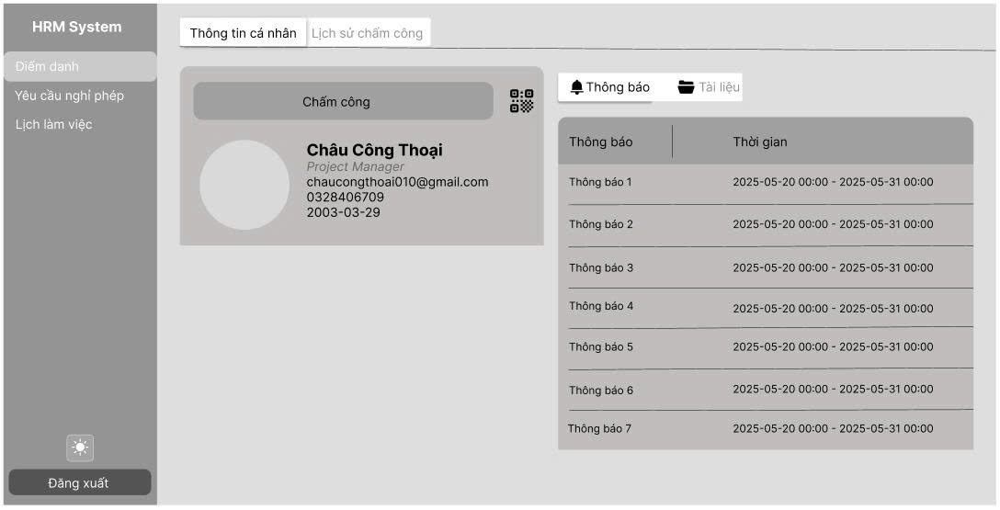 HRM System
Điểm danh
Yêu cầu nghỉ phép
Lịch làm việc
Đăng xuất
Thông tin cá nhân
Lịch sử chấm công
Chấm công
Châu Công Thoại
Project Manager
chaucongthoai010@gmail.com
0328406709
2003-03-29
Thông báo
Tài liệu
Thông báo Thời gian
Thông báo 1 2025-05-20 00:00 - 2025-05-31 00:00
Thông báo 2 2025-05-20 00:00 - 2025-05-31 00:00
Thông báo 3 2025-05-20 00:00 - 2025-05-31 00:00
Thông báo 4 2025-05-20 00:00 - 2025-05-31 00:00
Thông báo 5 2025-05-20 00:00 - 2025-05-31 00:00
Thông báo 6 2025-05-20 00:00 - 2025-05-31 00:00
Thông báo 7 2025-05-20 00:00 - 2025-05-31 00:00